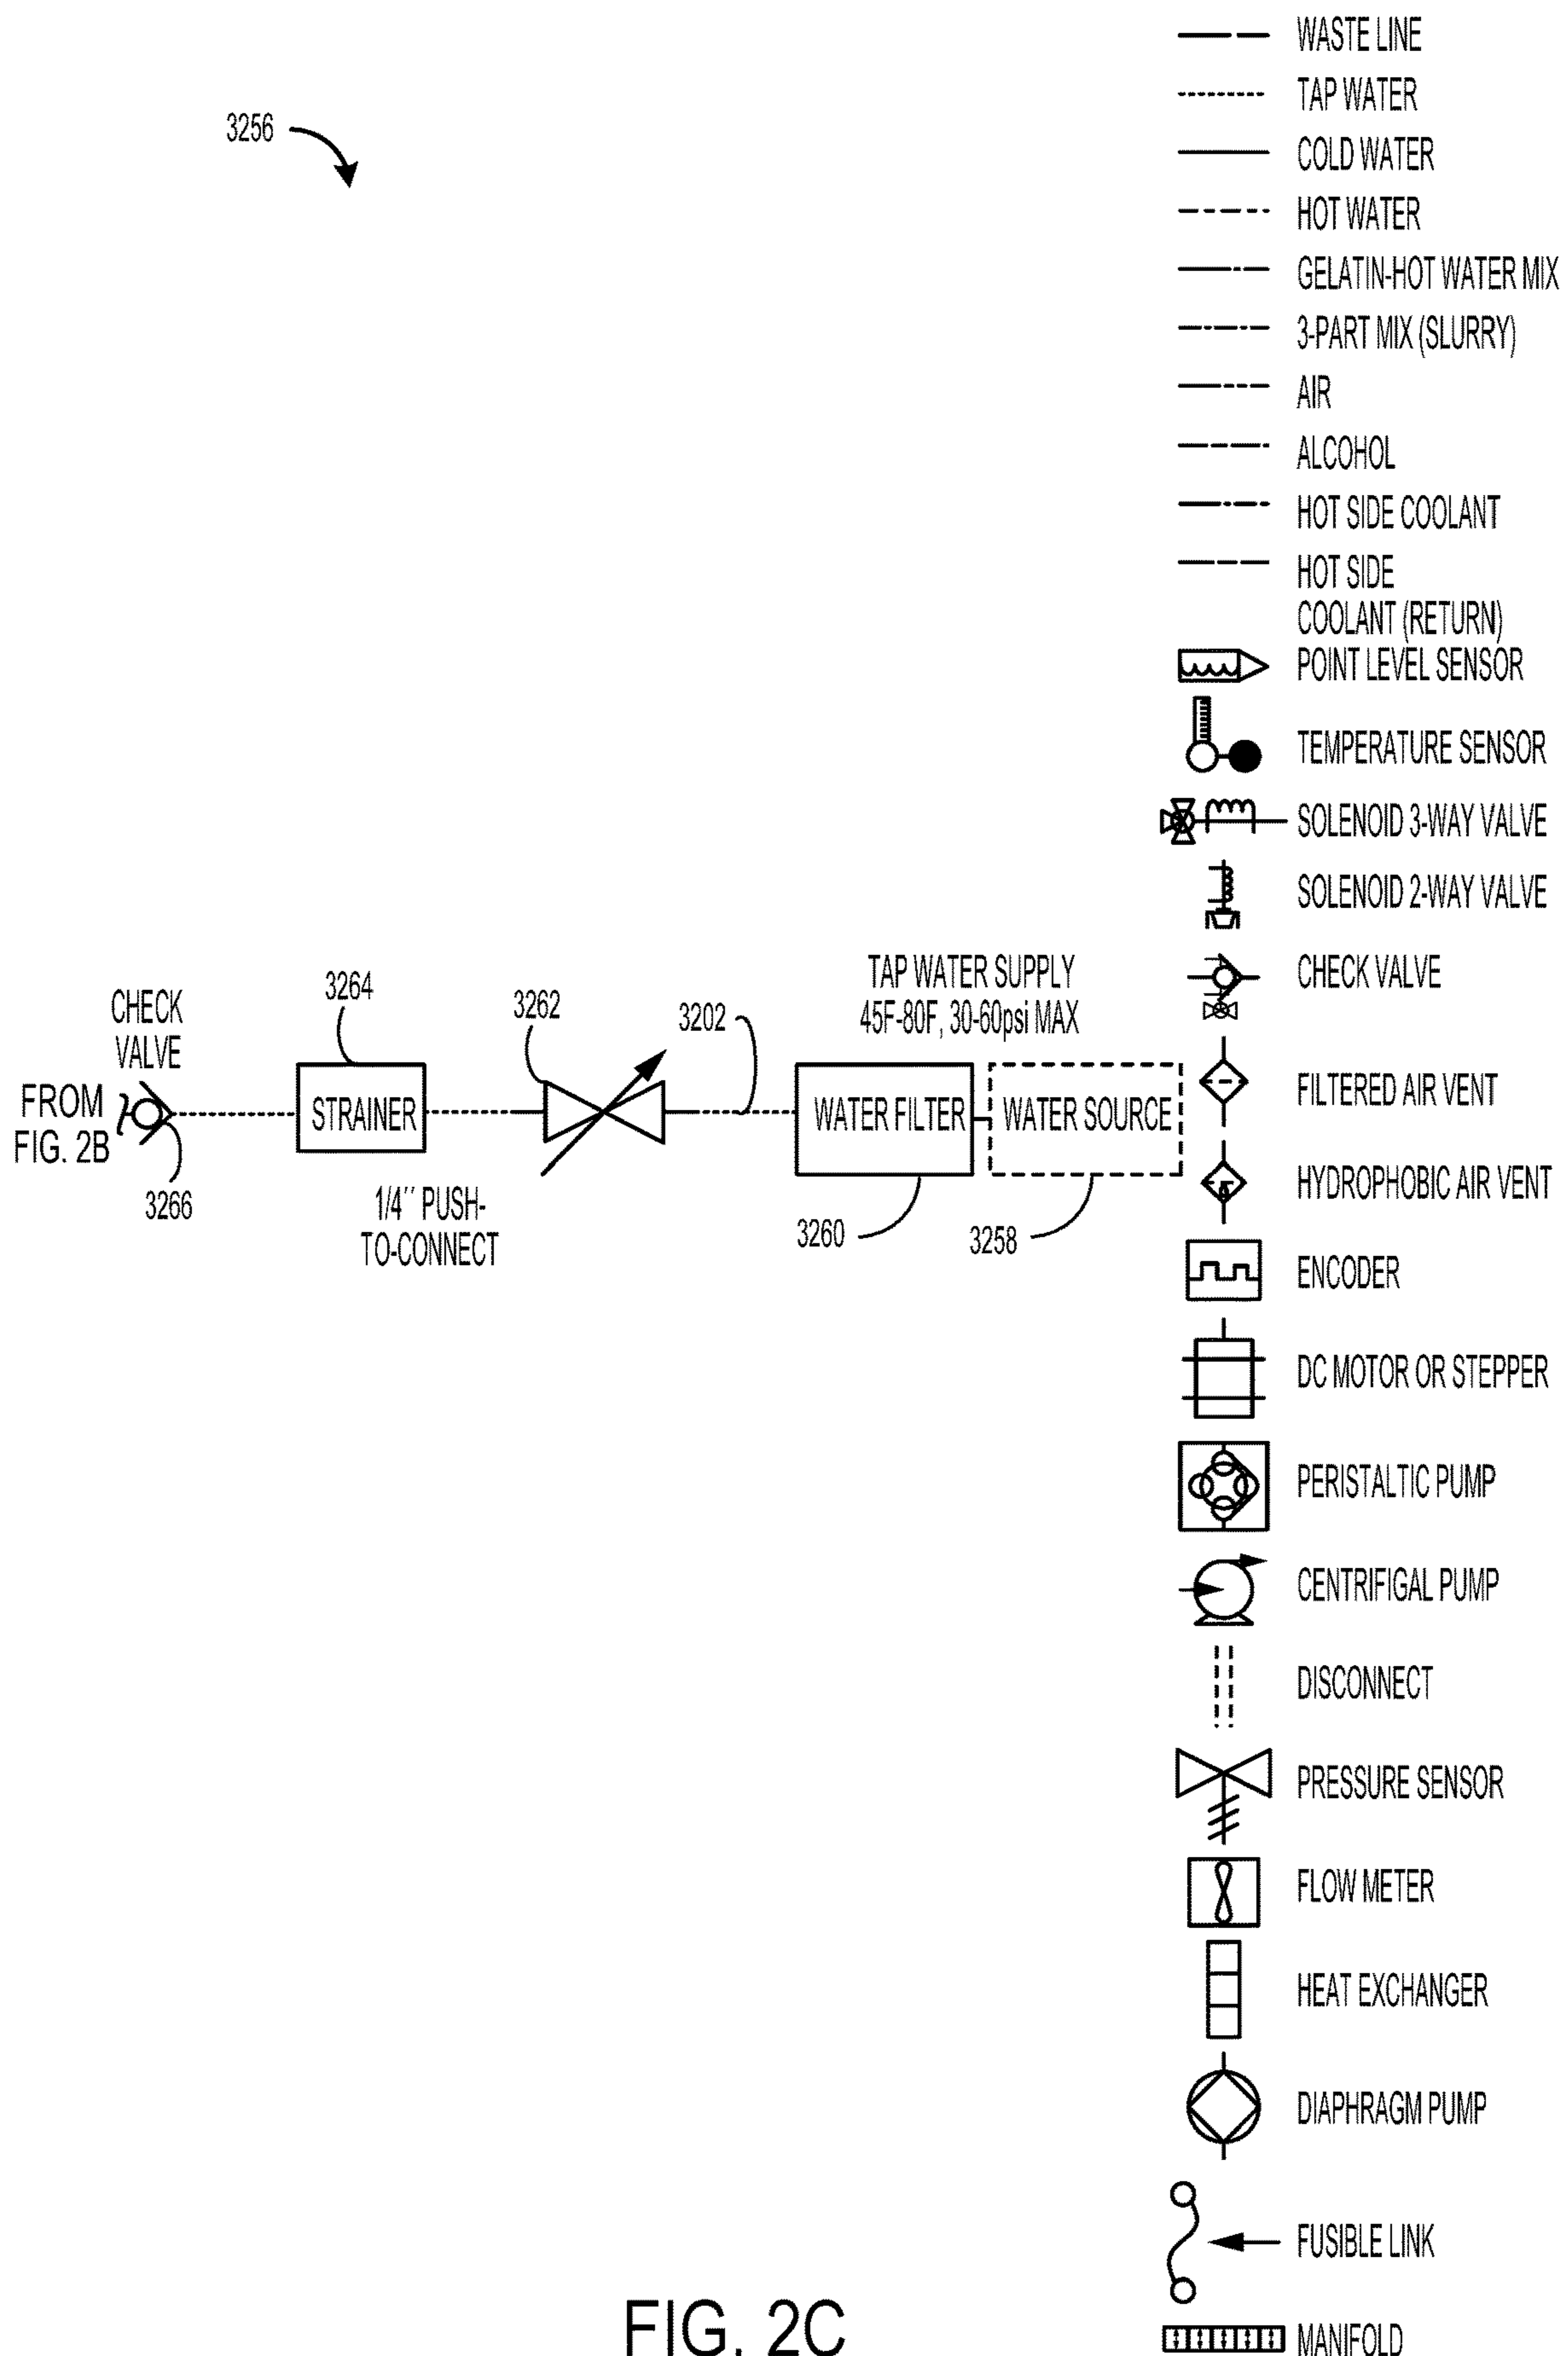 3256
CHECK
VALVE
FROM
FIG. 2B
3266
3264
STRAINER
1/4″ PUSH-
TO-CONNECT
3262
3202
TAP WATER SUPPLY
45F-80F, 30-60psi MAX
WATER FILTER
WATER SOURCE
3260
3258
WASTE LINE
TAP WATER
COLD WATER
HOT WATER
GELATIN-HOT WATER MIX
3-PART MIX (SLURRY)
AIR
ALCOHOL
HOT SIDE COOLANT
HOT SIDE
COOLANT (RETURN)
POINT LEVEL SENSOR
TEMPERATURE SENSOR
SOLENOID 3-WAY VALVE
SOLENOID 2-WAY VALVE
CHECK VALVE
FILTERED AIR VENT
HYDROPHOBIC AIR VENT
ENCODER
DC MOTOR OR STEPPER
PERISTALTIC PUMP
CENTRIFIGAL PUMP
DISCONNECT
PRESSURE SENSOR
FLOW METER
HEAT EXCHANGER
DIAPHRAGM PUMP
FUSIBLE LINK
MANIFOLD
FIG. 2C